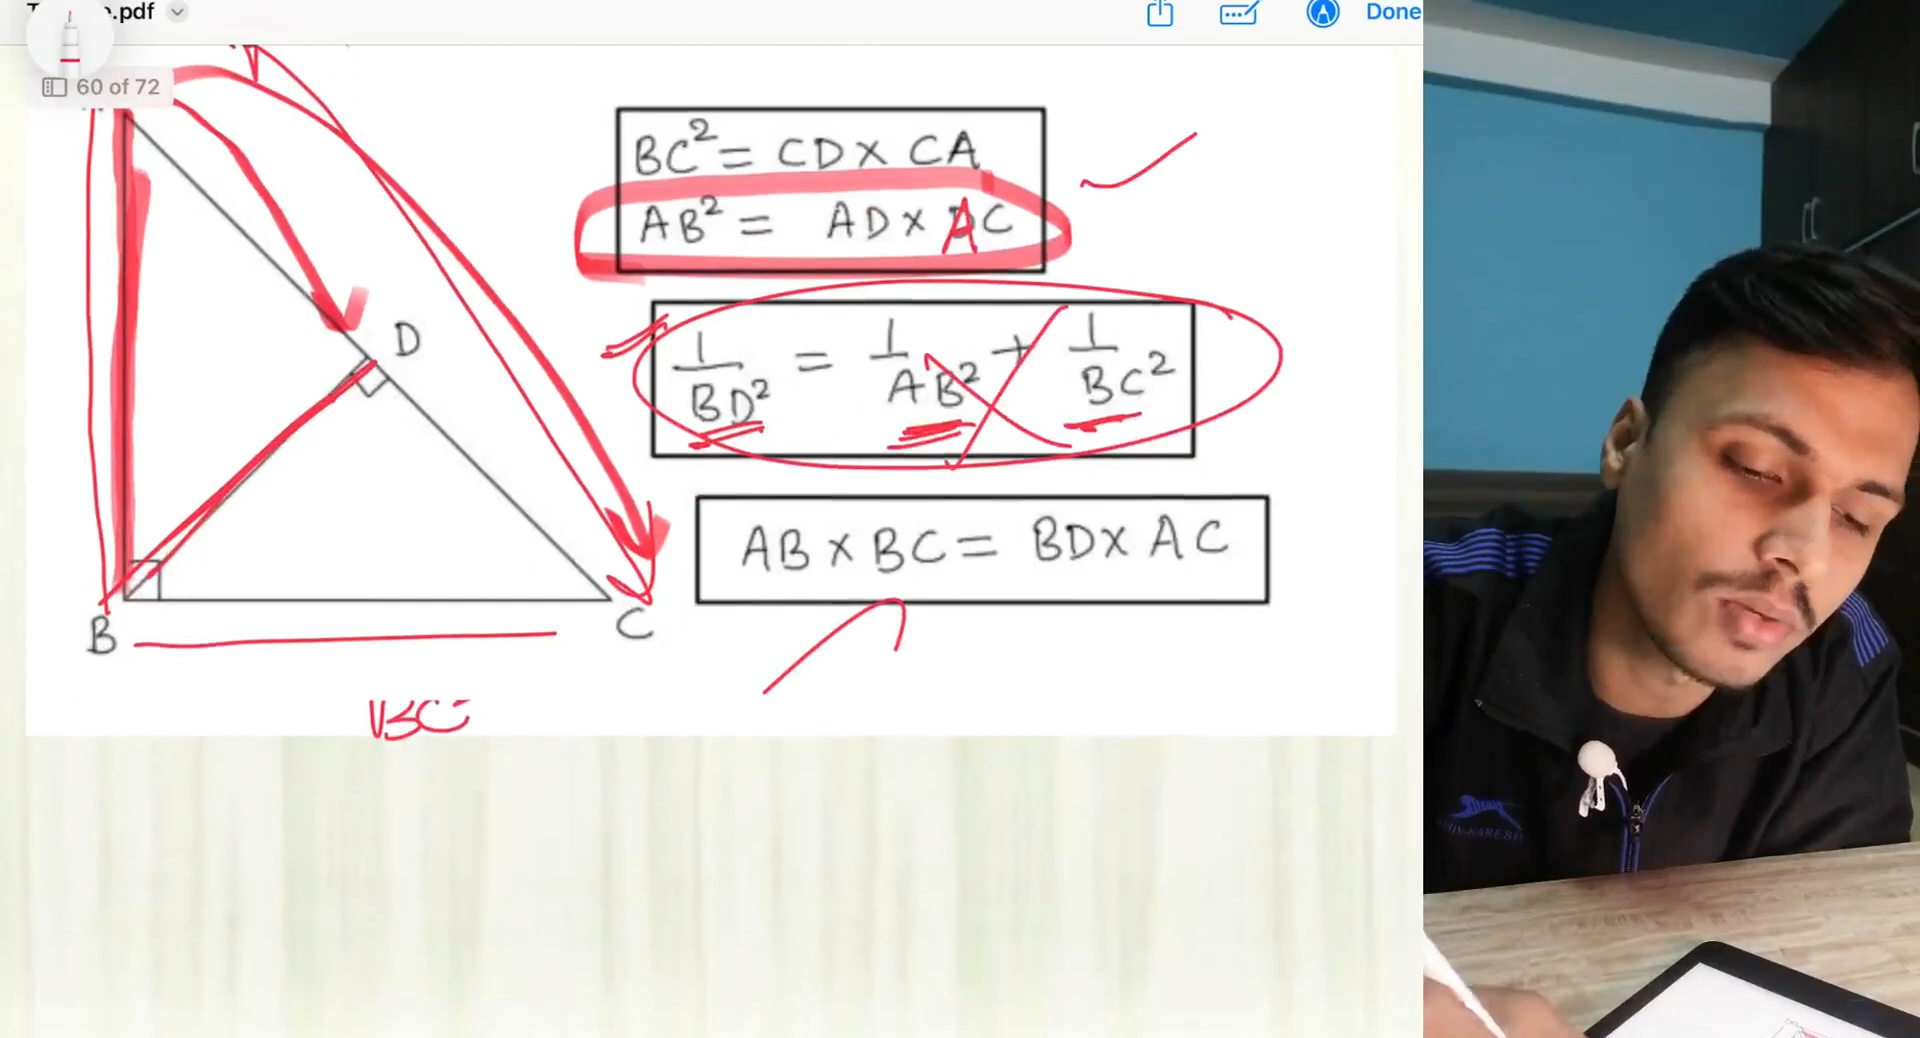 .pdf
Done
60 of 72
BC² = CD × CA
AB² = AD × AC
D
1/BD² = 1/AB² + 1/BC²
AB × BC = BD × AC
B
C
BC